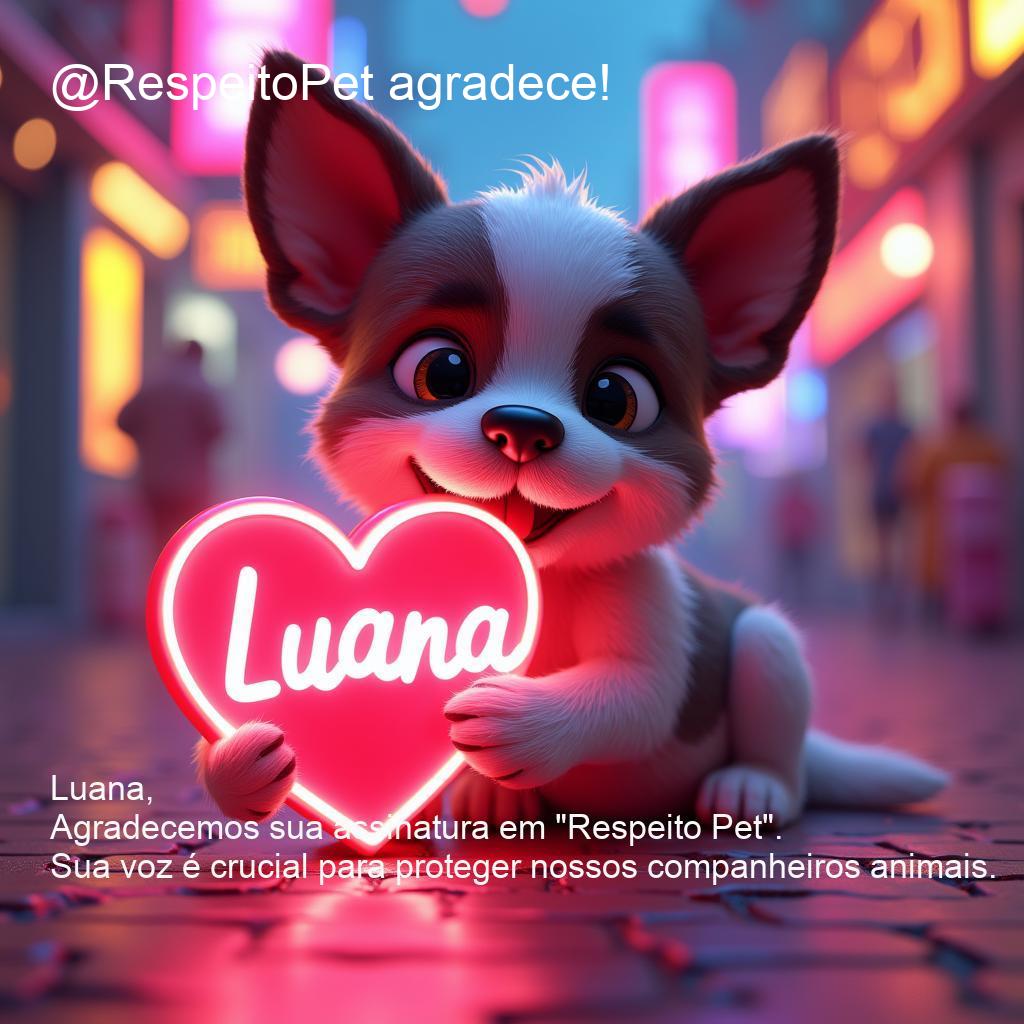 @RespeitoPet agradece!
Luana
Luana,
Agradecemos sua assinatura em "Respeito Pet".
Sua voz é crucial para proteger nossos companheiros animais.